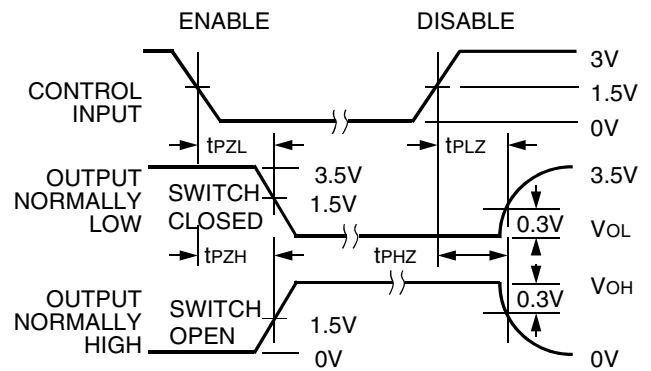 ENABLE DISABLE
CONTROL
INPUT
3V
1.5V
0V
tPZL tPLZ
OUTPUT
NORMALLY
LOW
SWITCH
CLOSED
3.5V
1.5V
3.5V
0.3V
VOL
tPZH tPHZ
OUTPUT
NORMALLY
HIGH
SWITCH
OPEN
1.5V
0V
VOH
0.3V
0V